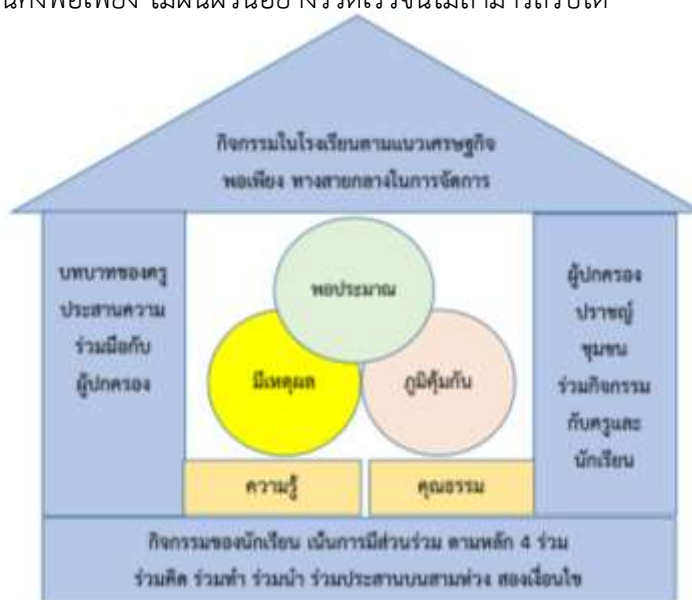 กิจกรรมในโรงเรียนตามแนวเศรษฐกิจ
พอเพียง ทางสายกลางในการจัดการ
บทบาทของครู
ประสานความ
ร่วมมือกับ
ผู้ปกครอง
พอประมาณ
มีเหตุผล
ภูมิคุ้มกัน
ผู้ปกครอง
ปราชญ์
ชุมชน
ร่วมกิจกรรม
กับครูและ
นักเรียน
ความรู้
คุณธรรม
กิจกรรมของนักเรียน เน้นการมีส่วนร่วม ตามหลัก 4 ร่วม
ร่วมคิด ร่วมทำ ร่วมนำ ร่วมประสานบนสามห่วง สองเงื่อนไข